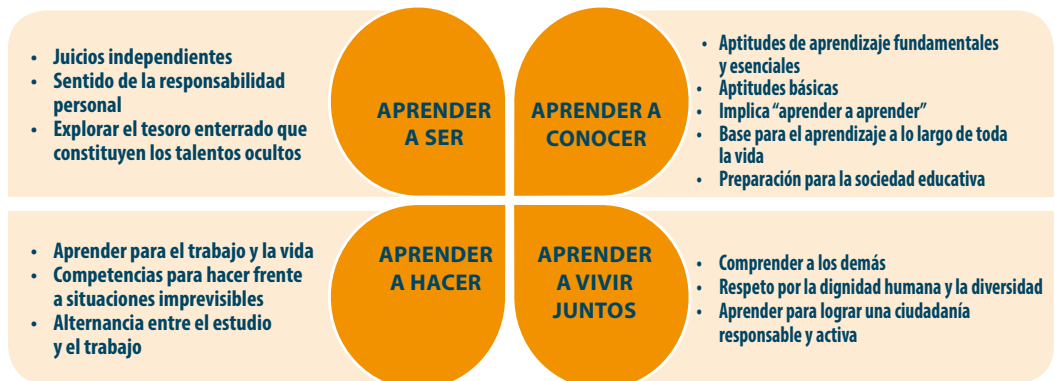 • Juicios independientes
• Sentido de la responsabilidad
personal
• Explorar el tesoro enterrado que
constituyen los talentos ocultos
APRENDER
A SER
APRENDER A
CONOCER
• Aptitudes de aprendizaje fundamentales
y esenciales
• Aptitudes básicas
• Implica “aprender a aprender”
• Base para el aprendizaje a lo largo de toda
la vida
• Preparación para la sociedad educativa
• Aprender para el trabajo y la vida
• Competencias para hacer frente
a situaciones imprevisibles
• Alternancia entre el estudio
y el trabajo
APRENDER
A HACER
APRENDER
A VIVIR
JUNTOS
• Comprender a los demás
• Respeto por la dignidad humana y la diversidad
• Aprender para lograr una ciudadanía
responsable y activa